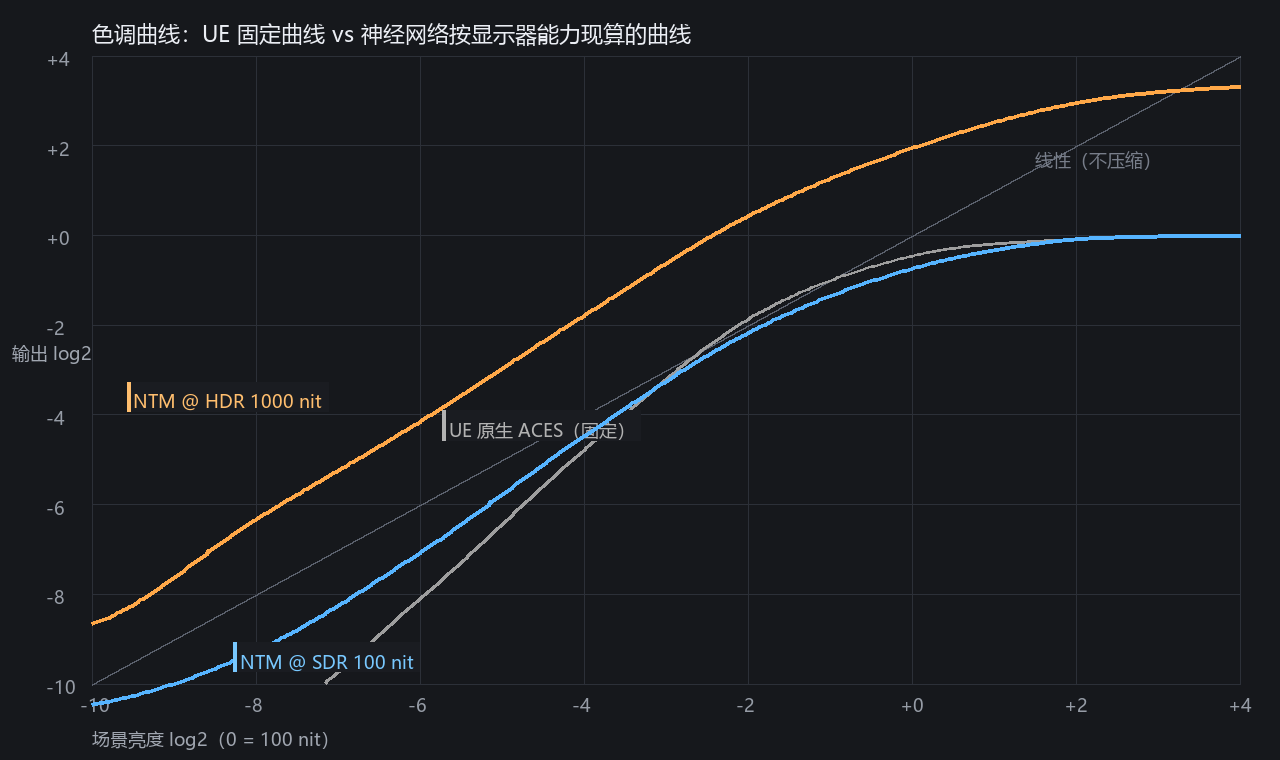 色调曲线：UE 固定曲线 vs 神经网络按显示器能力现算的曲线
+4
+2
线性（不压缩）
+0
-2
输出 log2
NTM @ HDR 1000 nit
-4
UE 原生 ACES（固定）
-6
-8
NTM @ SDR 100 nit
-10
-10 -8 -6 -4 -2 +0 +2 +4
场景亮度 log2（0 = 100 nit）